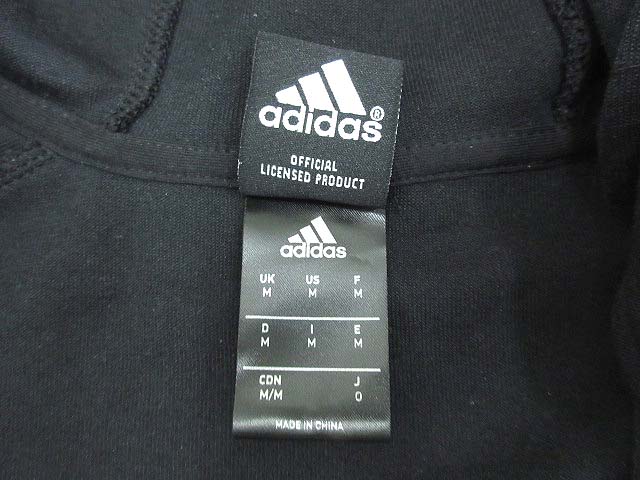 adidas®
OFFICIAL
LICENSED PRODUCT
adidas
UK US F
M M M
D I E
M M M
CDN J
M/M O
MADE IN CHINA